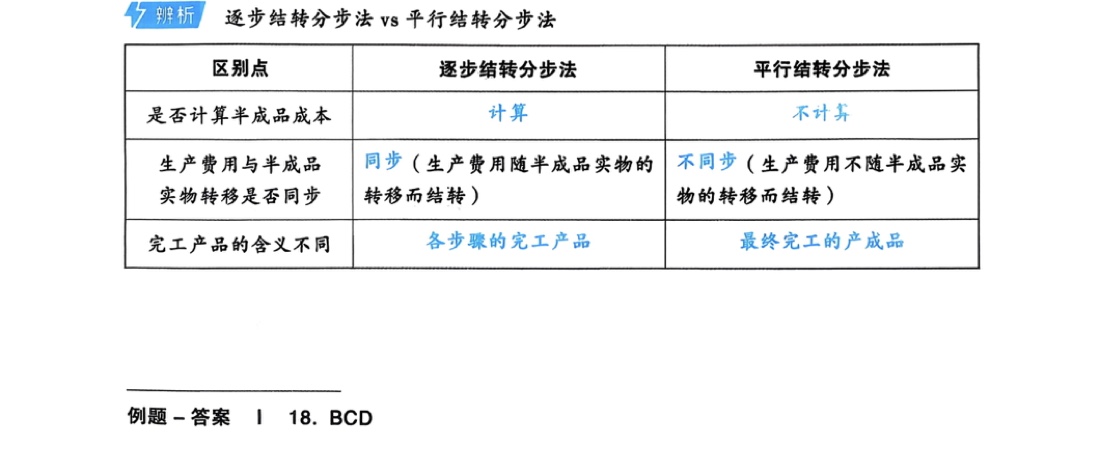 辨析 逐步结转分步法 vs 平行结转分步法
区别点 逐步结转分步法 平行结转分步法
是否计算半成品成本 计算 不计算
生产费用与半成品 同步（生产费用随半成品实物的 不同步（生产费用不随半成品实
实物转移是否同步 转移而结转） 物的转移而结转）
完工产品的含义不同 各步骤的完工产品 最终完工的产成品
例题 – 答案 | 18. BCD